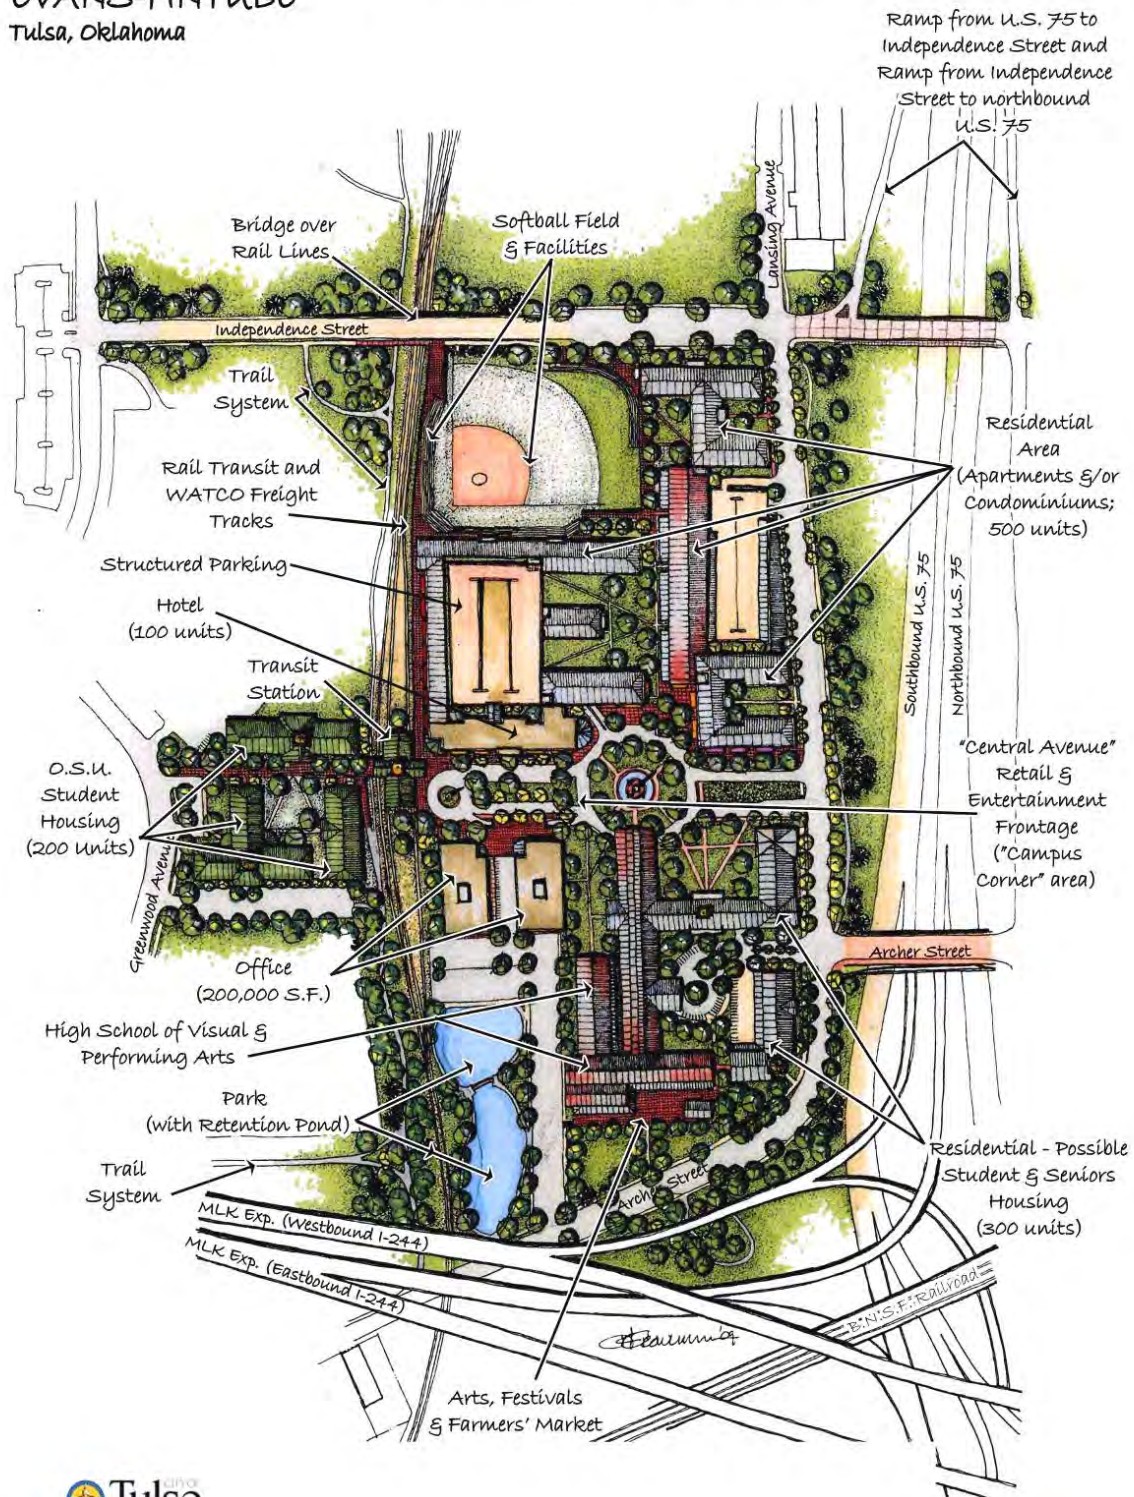 EVANS-FINTUBE
Tulsa, Oklahoma
Ramp from U.S. 75 to
Independence Street and
Ramp from Independence
Street to northbound
U.S. 75
Lansing Avenue
Bridge over
Rail Lines
Softball Field
& Facilities
Independence Street
Trail
System
Residential
Area
(Apartments &/or
Condominiums;
500 units)
Rail Transit and
WATCO Freight
Tracks
Structured Parking
Hotel
(100 units)
Southbound U.S. 75
Northbound U.S. 75
Transit
Station
"Central Avenue"
Retail &
Entertainment
Frontage
("Campus
Corner" area)
O.S.U.
Student
Housing
(200 Units)
Greenwood Avenue
Archer Street
Office
(200,000 S.F.)
High School of Visual &
Performing Arts
Park
(with Retention Pond)
Residential - Possible
Student & Seniors
Housing
(300 units)
Trail
System
Archer Street
MLK Exp. (Westbound I-244)
MLK Exp. (Eastbound I-244)
B.N.S.F. Railroad
Arts, Festivals
& Farmers' Market
Tulsa